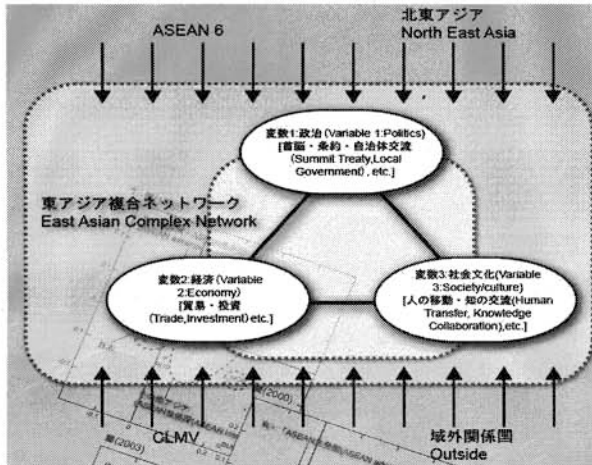 ASEAN 6
北東アジア
North East Asia
変数1:政治(Variable 1:Politics)
[首脳・条約・自治体交流
(Summit Treaty,Local
Government), etc.]
東アジア複合ネットワーク
East Asian Complex Network
変数2:経済(Variable
2:Economy)
[貿易・投資
(Trade,Investment)etc.]
変数3:社会文化(Variable
3:Society/culture)
[人の移動・知の交流(Human
Transfer, Knowledge
Collaboration),etc.]
(2000)
(2003)
CLMV
域外関係圏
Outside